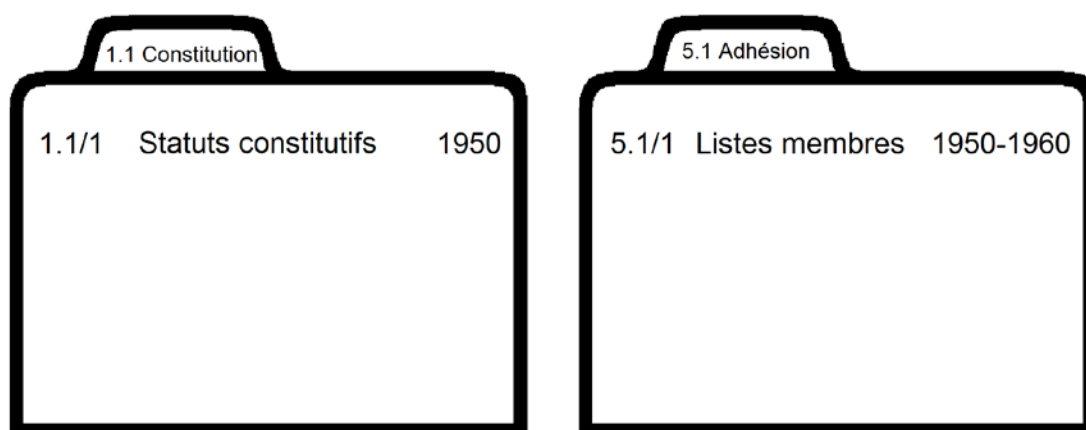 1.1 Constitution
1.1/1 Statuts constitutifs 1950
5.1 Adhésion
5.1/1 Listes membres 1950-1960